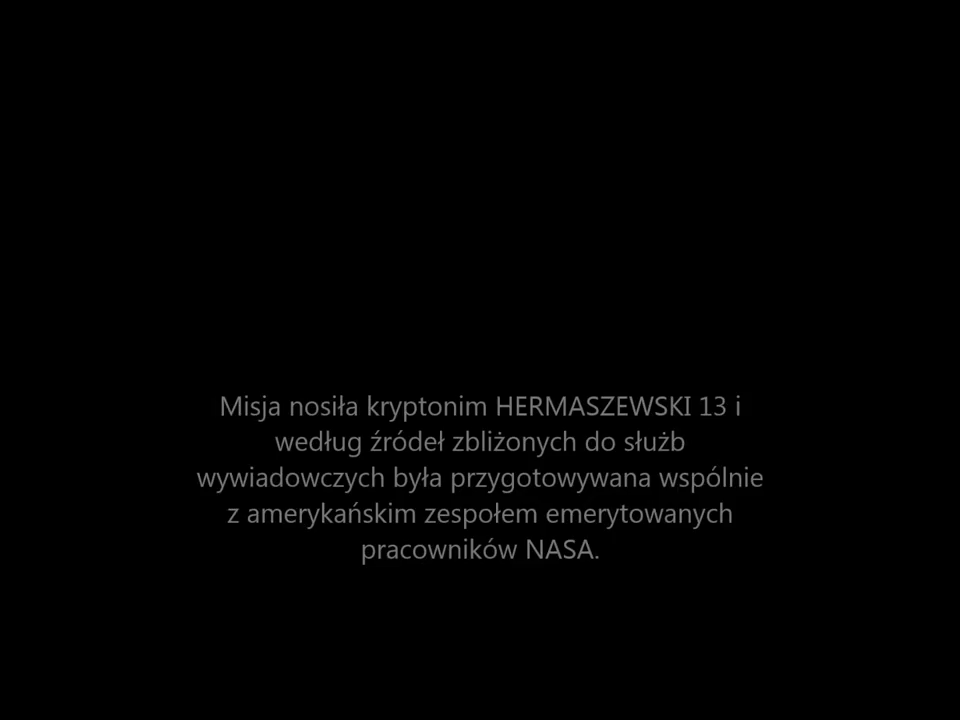 Misja nosiła kryptonim HERMASZEWSKI 13 i
według źródeł zbliżonych do służb
wywiadowczych była przygotowywana wspólnie
z amerykańskim zespołem emerytowanych
pracowników NASA.